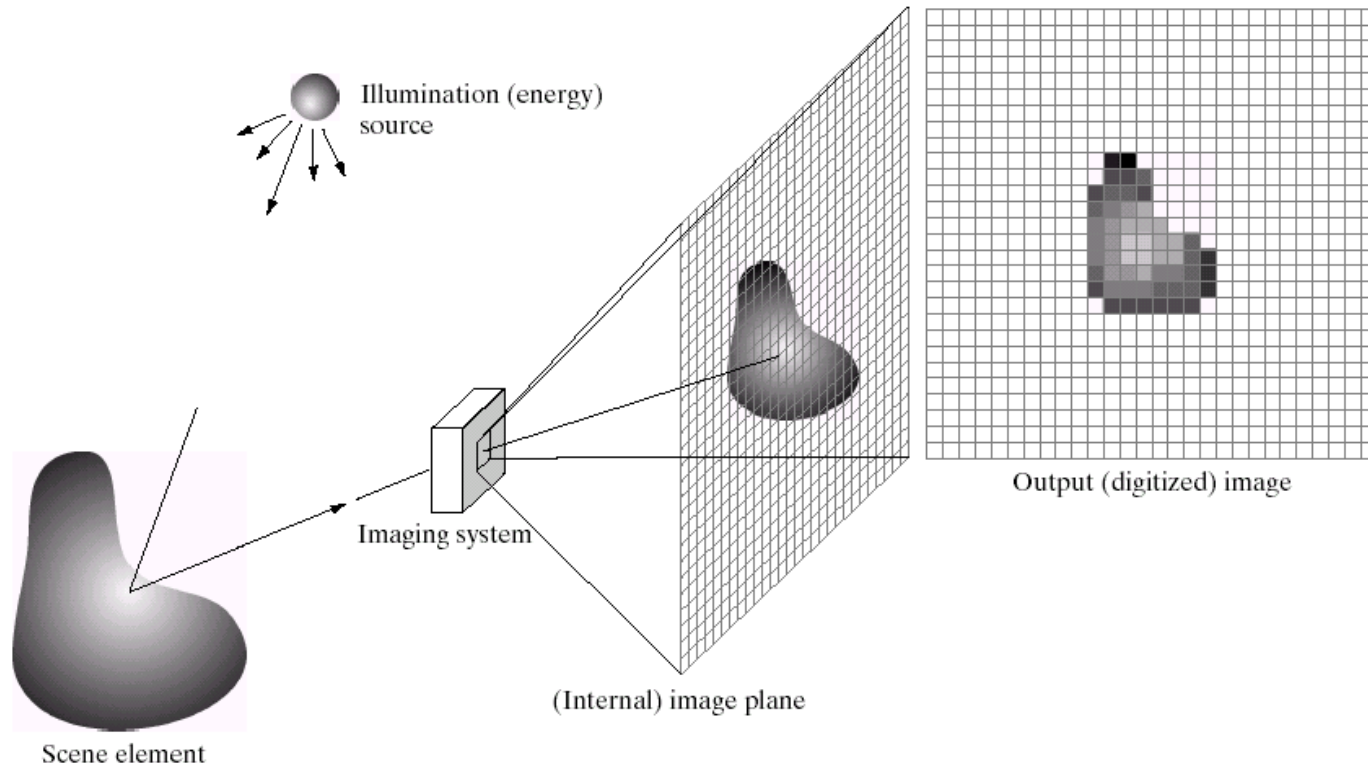 Illumination (energy)
source
Output (digitized) image
Imaging system
(Internal) image plane
Scene element